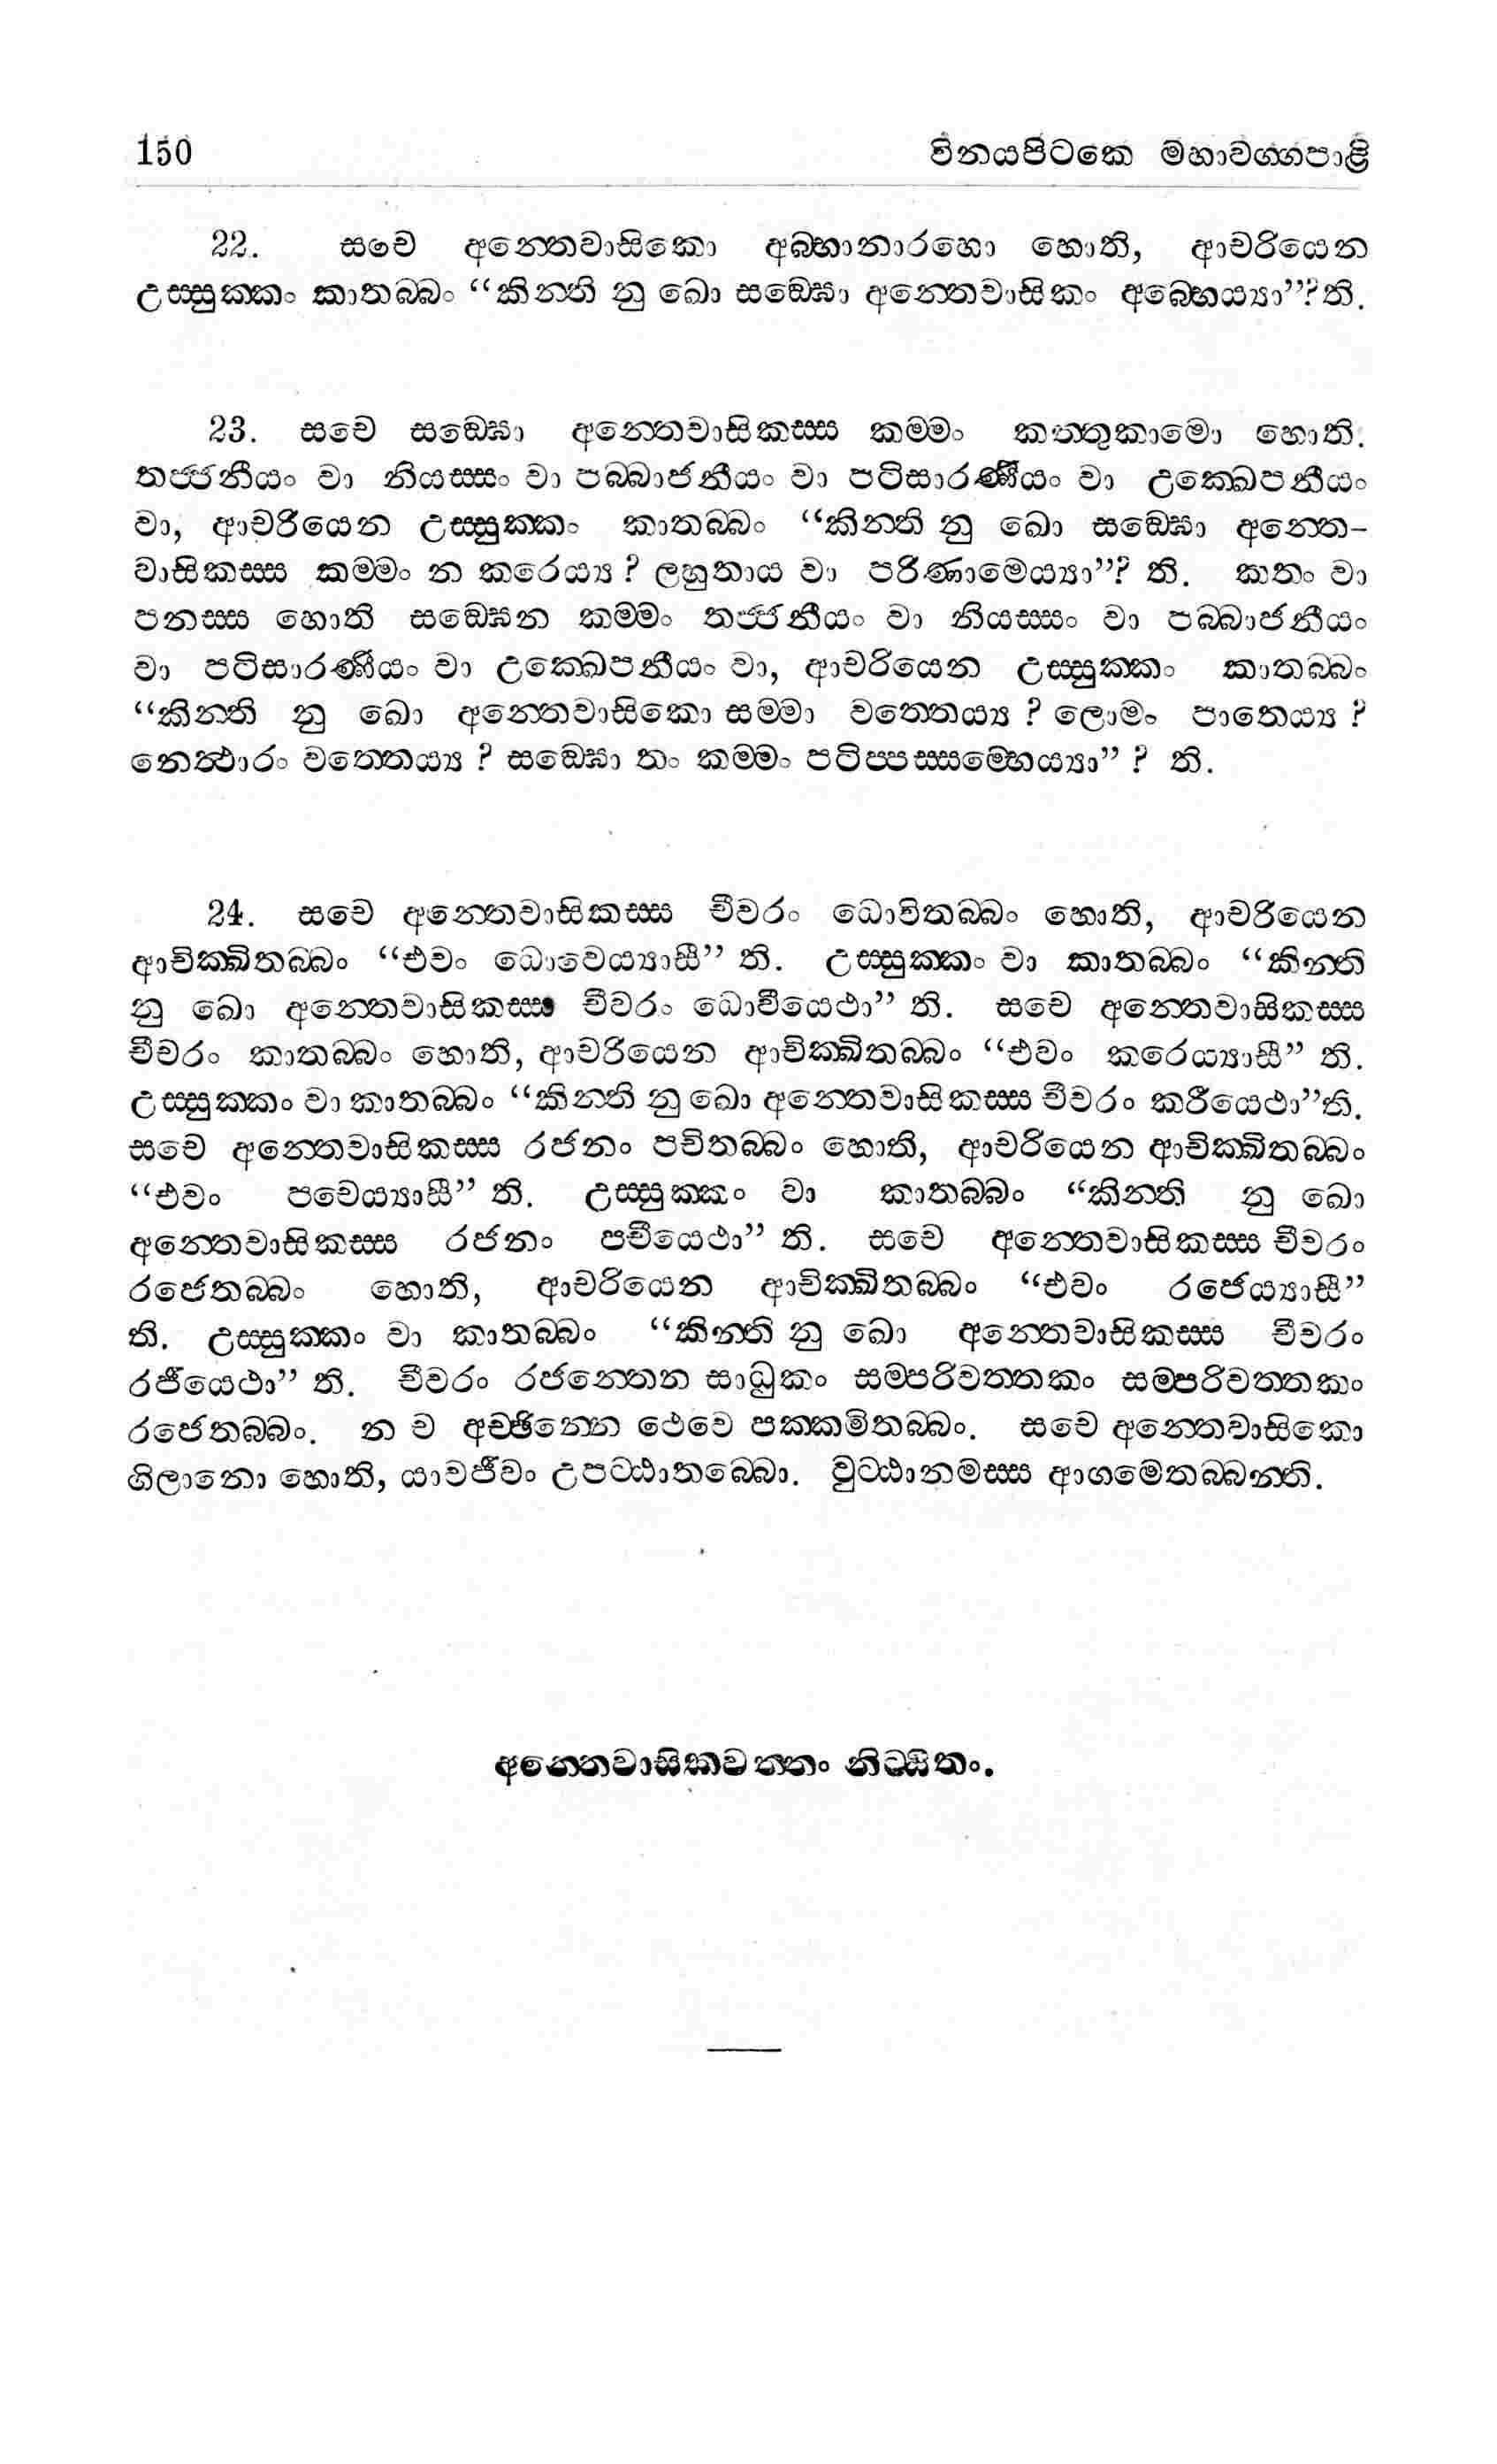 150 විනයපිටකෙ මහාවග්ගපාළි
22. සචෙ අන්තෙවාසිකො අබ්භානාරහො හොති, ආචරියෙන
උස්සුක්කං කාතබ්බං “කින්ති නු ඛො සඞ්ඝො අන්තෙවාසිකං අබ්භෙය්‍යා”?ති.
23. සචෙ සඞ්ඝො අන්තෙවාසිකස්ස කම්මං කත්තුකාමො හොති.
තජ්ජනීයං වා නියස්සං වා පබ්බාජනීයං වා පටිසාරණීයං වා උක්ඛෙපනීයං
වා, ආචරියෙන උස්සුක්කං කාතබ්බං “කින්ති නු ඛො සඞ්ඝො අන්තෙ-
වාසිකස්ස කම්මං න කරෙය්‍ය? ලහුතාය වා පරිණාමෙය්‍යා”? ති. කතං වා
පනස්ස හොති සඞ්ඝෙන කම්මං තජ්ජනීයං වා නියස්සං වා පබ්බාජනීයං
වා පටිසාරණීයං වා උක්ඛෙපනීයං වා, ආචරියෙන උස්සුක්කං කාතබ්බං
“කින්ති නු ඛො අන්තෙවාසිකො සම්මා වත්තෙය්‍ය ? ලොමං පාතෙය්‍ය ?
නෙත්ථාරං වත්තෙය්‍ය ? සඞ්ඝො තං කම්මං පටිප්පස්සම්භෙය්‍යා” ? ති.
24. සචෙ අන්තෙවාසිකස්ස චීවරං ධොවිතබ්බං හොති, ආචරියෙන
ආචික්ඛිතබ්බං “එවං ධොවෙය්‍යාසී” ති. උස්සුක්කං වා කාතබ්බං “කින්ති
නු ඛො අන්තෙවාසිකස්ස චීවරං ධොවීයෙථා” ති. සචෙ අන්තෙවාසිකස්ස
චීවරං කාතබ්බං හොති, ආචරියෙන ආචික්ඛිතබ්බං “එවං කරෙය්‍යාසී” ති.
උස්සුක්කං වා කාතබ්බං “කින්ති නු ඛො අන්තෙවාසිකස්ස චීවරං කරීයෙථා”ති.
සචෙ අන්තෙවාසිකස්ස රජනං පචිතබ්බං හොති, ආචරියෙන ආචික්ඛිතබ්බං
“එවං පචෙය්‍යාසී” ති. උස්සුක්කං වා කාතබ්බං “කින්ති නු ඛො
අන්තෙවාසිකස්ස රජනං පචීයෙථා” ති. සචෙ අන්තෙවාසිකස්ස චීවරං
රජෙතබ්බං හොති, ආචරියෙන ආචික්ඛිතබ්බං “එවං රජෙය්‍යාසී”
ති. උස්සුක්කං වා කාතබ්බං “කින්ති නු ඛො අන්තෙවාසිකස්ස චීවරං
රජීයෙථා” ති. චීවරං රජන්තෙන සාධුකං සම්පරිවත්තකං සම්පරිවත්තකං
රජෙතබ්බං. න ච අච්ඡින්නෙ ථෙවෙ පක්කමිතබ්බං. සචෙ අන්තෙවාසිකො
ගිලානො හොති, යාවජීවං උපට්ඨාතබ්බො. වුට්ඨානමස්ස ආගමෙතබ්බන්ති.
අන්තෙවාසිකවත්තං නිට්ඨිතං.